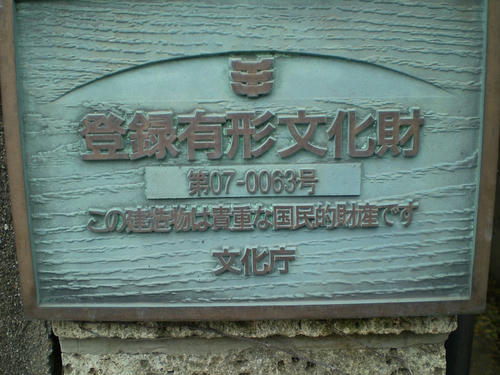 登録有形文化財
第07-0063号
この建造物は貴重な国民的財産です
文化庁